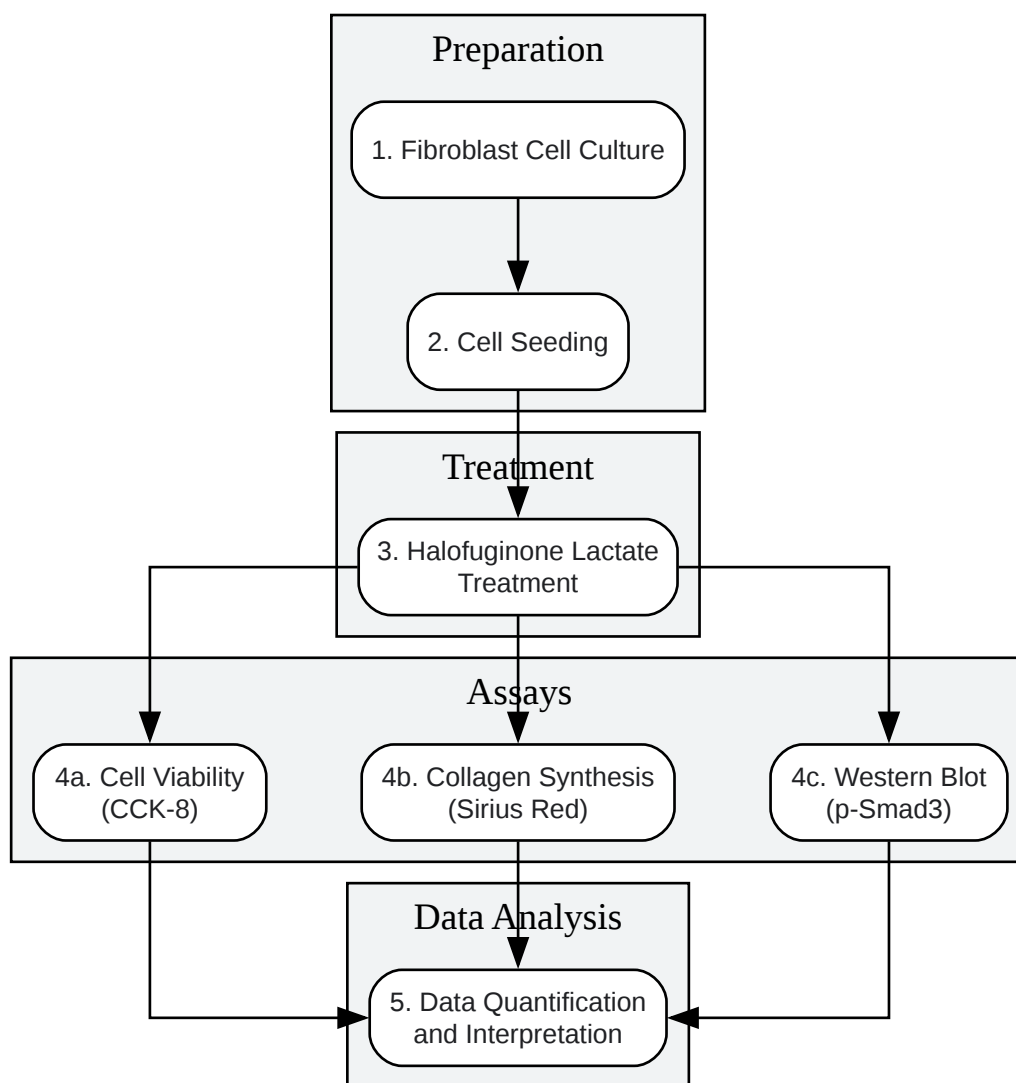 Preparation
1. Fibroblast Cell Culture
2. Cell Seeding
Treatment
3. Halofuginone Lactate
Treatment
Assays
4a. Cell Viability
(CCK-8)
4b. Collagen Synthesis
(Sirius Red)
4c. Western Blot
(p-Smad3)
Data Analysis
5. Data Quantification
and Interpretation